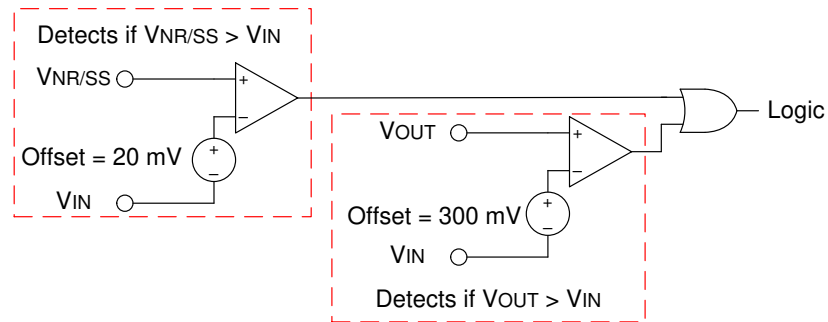 Detects if VNR/SS > VIN
VNR/SS
+
−
+
Offset = 20 mV
−
VIN
Logic
VOUT
+
−
+
Offset = 300 mV
−
VIN
Detects if VOUT > VIN